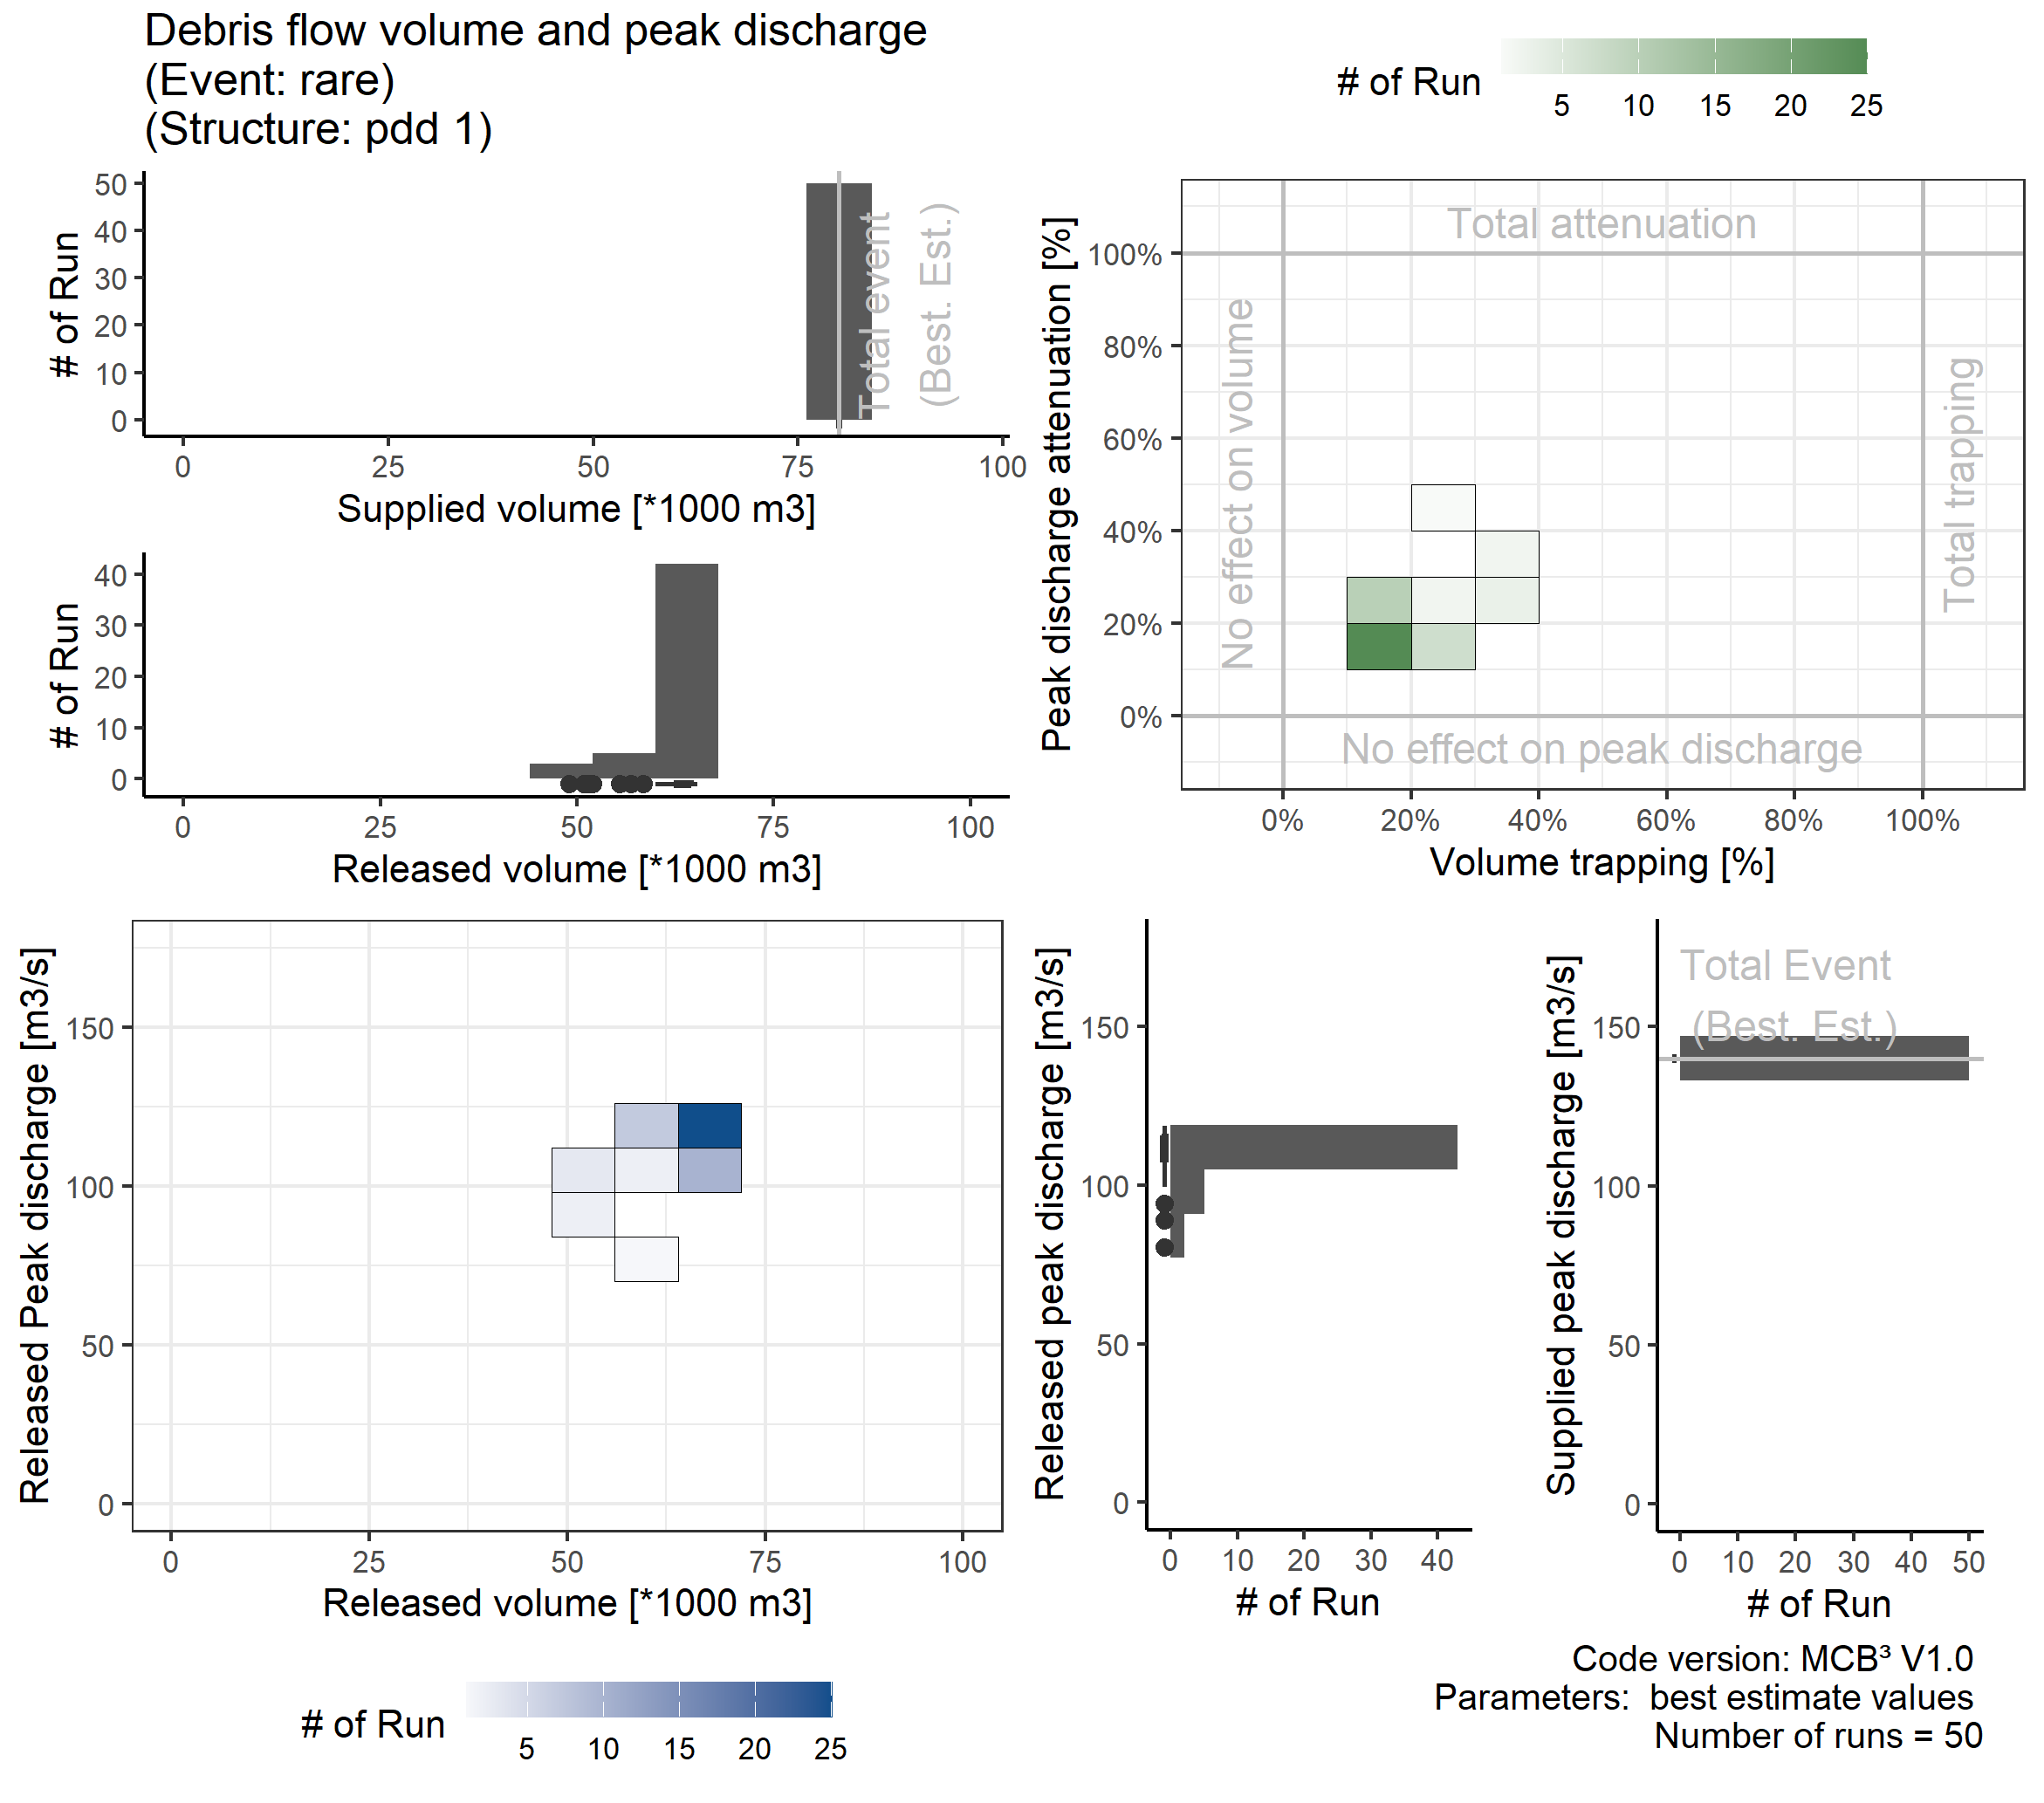 Debris flow volume and peak discharge
(Event: rare)
(Structure: pdd 1)
# of Run
5 10 15 20 25
# of Run
50
40
30
20
10
0
Total event
(Best. Est.)
0 25 50 75 100
Supplied volume [*1000 m3]
# of Run
40
30
20
10
0
0 25 50 75 100
Released volume [*1000 m3]
Peak discharge attenuation [%]
100%
80%
60%
40%
20%
0%
Total attenuation
No effect on volume
Total trapping
No effect on peak discharge
0% 20% 40% 60% 80% 100%
Volume trapping [%]
Released Peak discharge [m3/s]
150
100
50
0
0 25 50 75 100
Released volume [*1000 m3]
# of Run
5 10 15 20 25
Released peak discharge [m3/s]
150
100
50
0
0 10 20 30 40
# of Run
Supplied peak discharge [m3/s]
150
100
50
0
Total Event
(Best. Est.)
0 10 20 30 40 50
# of Run
Code version: MCB³ V1.0
Parameters:  best estimate values
Number of runs = 50